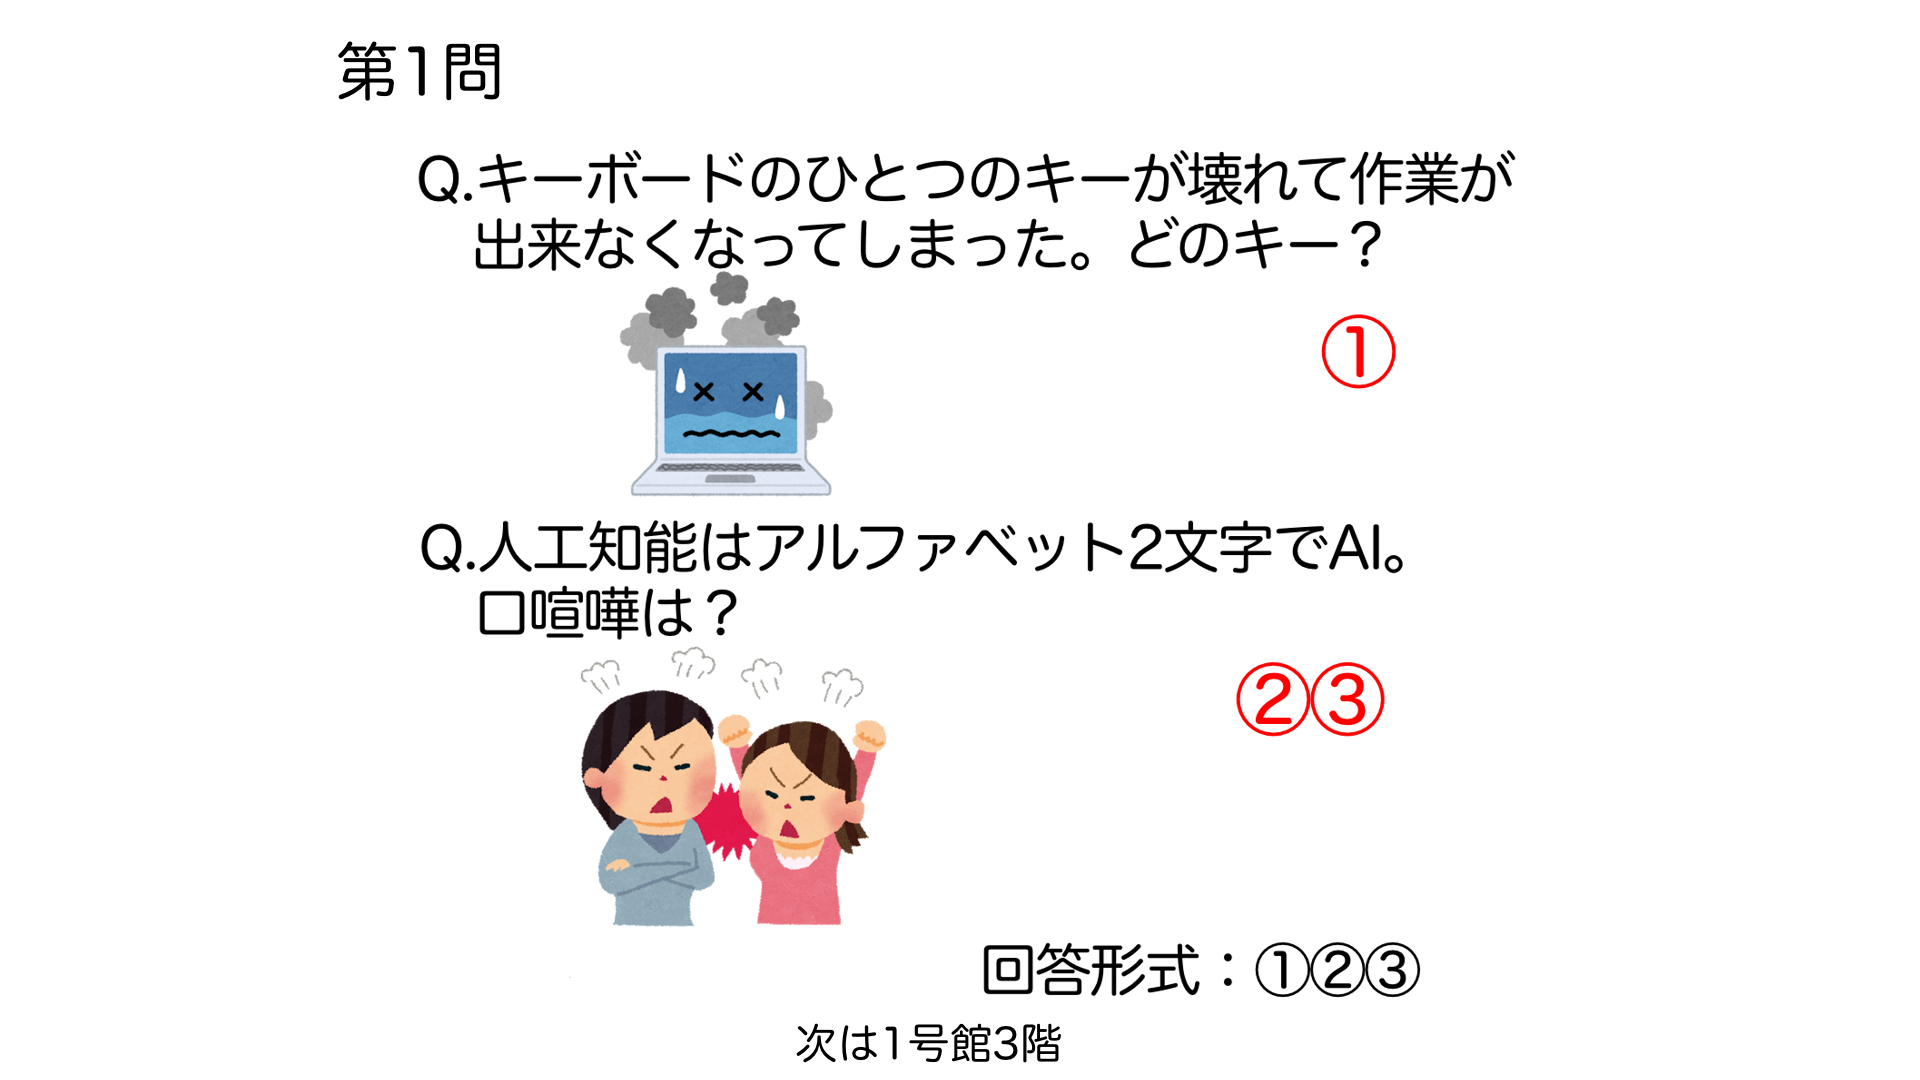 第1問
Q.キーボードのひとつのキーが壊れて作業が
出来なくなってしまった。どのキー？
①
Q.人工知能はアルファベット2文字でAI。
口喧嘩は？
②③
回答形式：①②③
次は1号館3階